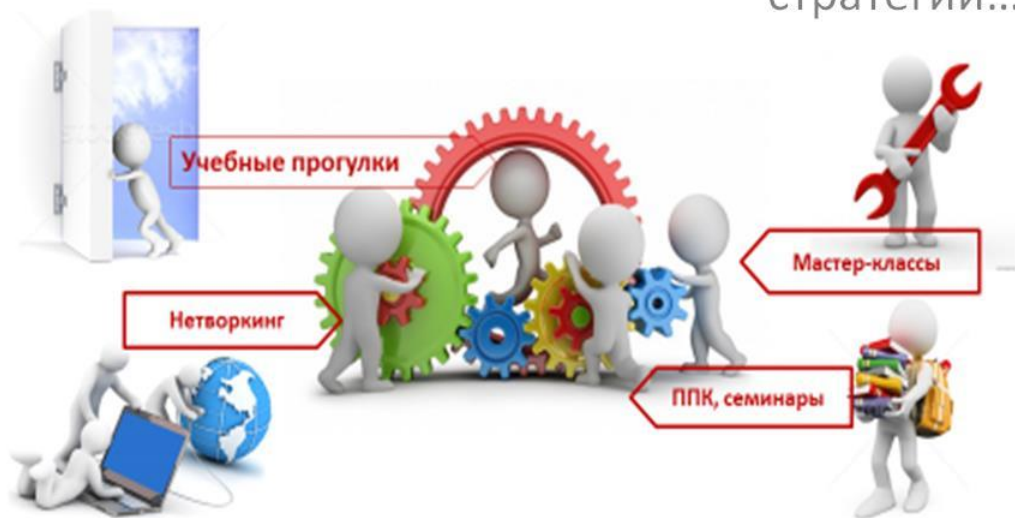 стратегии...
Учебные прогулки
Мастер-классы
Нетворкинг
ППК, семинары